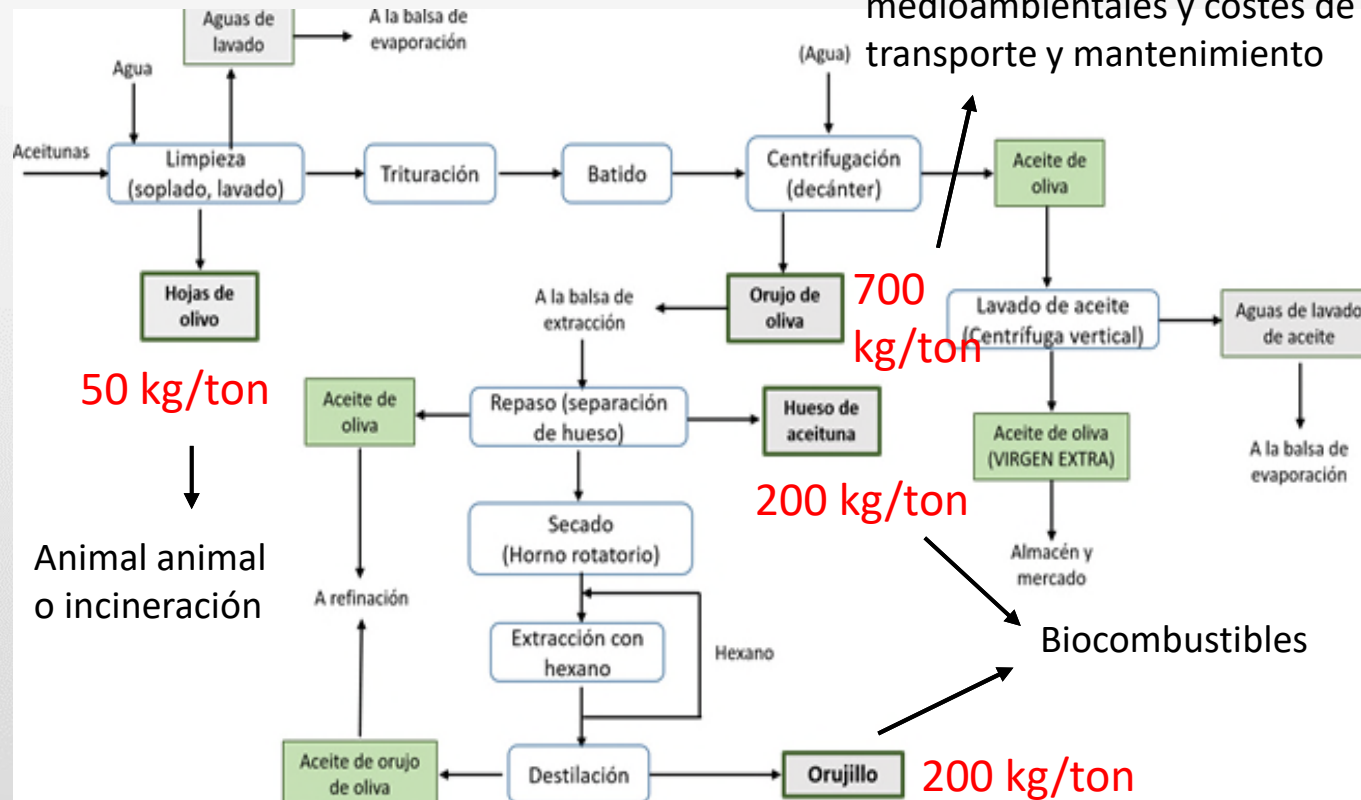 medioambientales y costes de
transporte y mantenimiento
Aguas de
lavado
A la balsa de
evaporación
Agua
(Agua)
Aceitunas
Limpieza
(soplado, lavado)
Trituración
Batido
Centrifugación
(decánter)
Aceite de
oliva
Hojas de
olivo
50 kg/ton
Animal animal
o incineración
A la balsa de
extracción
Orujo de
oliva
700
kg/ton
Lavado de aceite
(Centrífuga vertical)
Aguas de lavado
de aceite
A la balsa de
evaporación
Aceite de
oliva
Repaso (separación
de hueso)
Hueso de
aceituna
200 kg/ton
Aceite de oliva
(VIRGEN EXTRA)
Almacén y
mercado
Secado
(Horno rotatorio)
A refinación
Extracción con
hexano
Hexano
Biocombustibles
Aceite de orujo
de oliva
Destilación
Orujillo
200 kg/ton